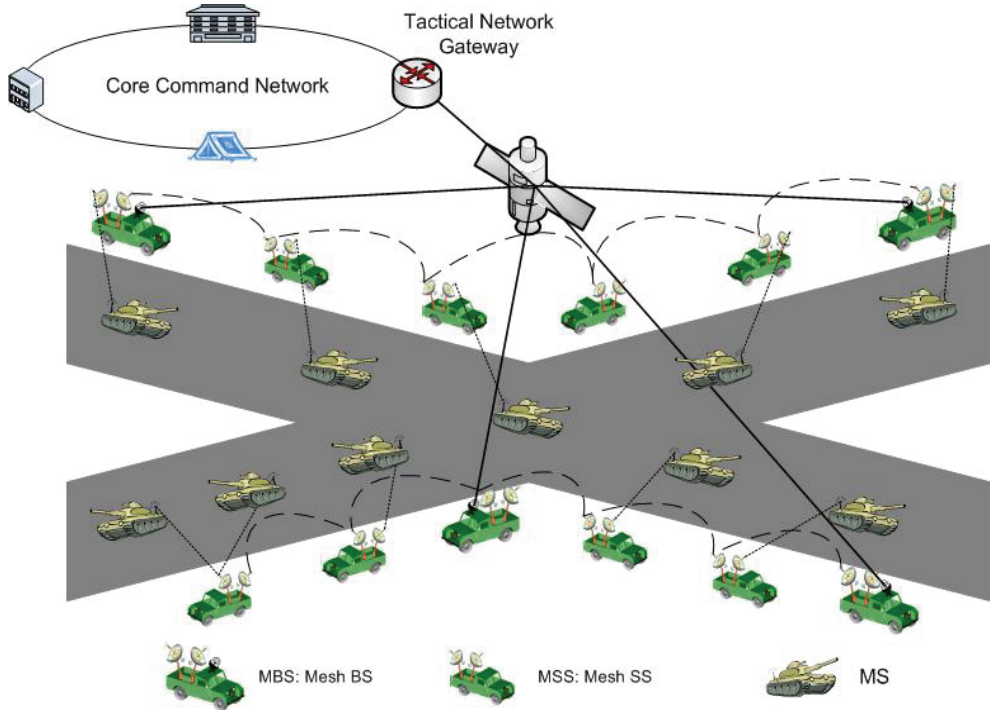 Tactical Network
Gateway
Core Command Network
MBS: Mesh BS
MSS: Mesh SS
MS